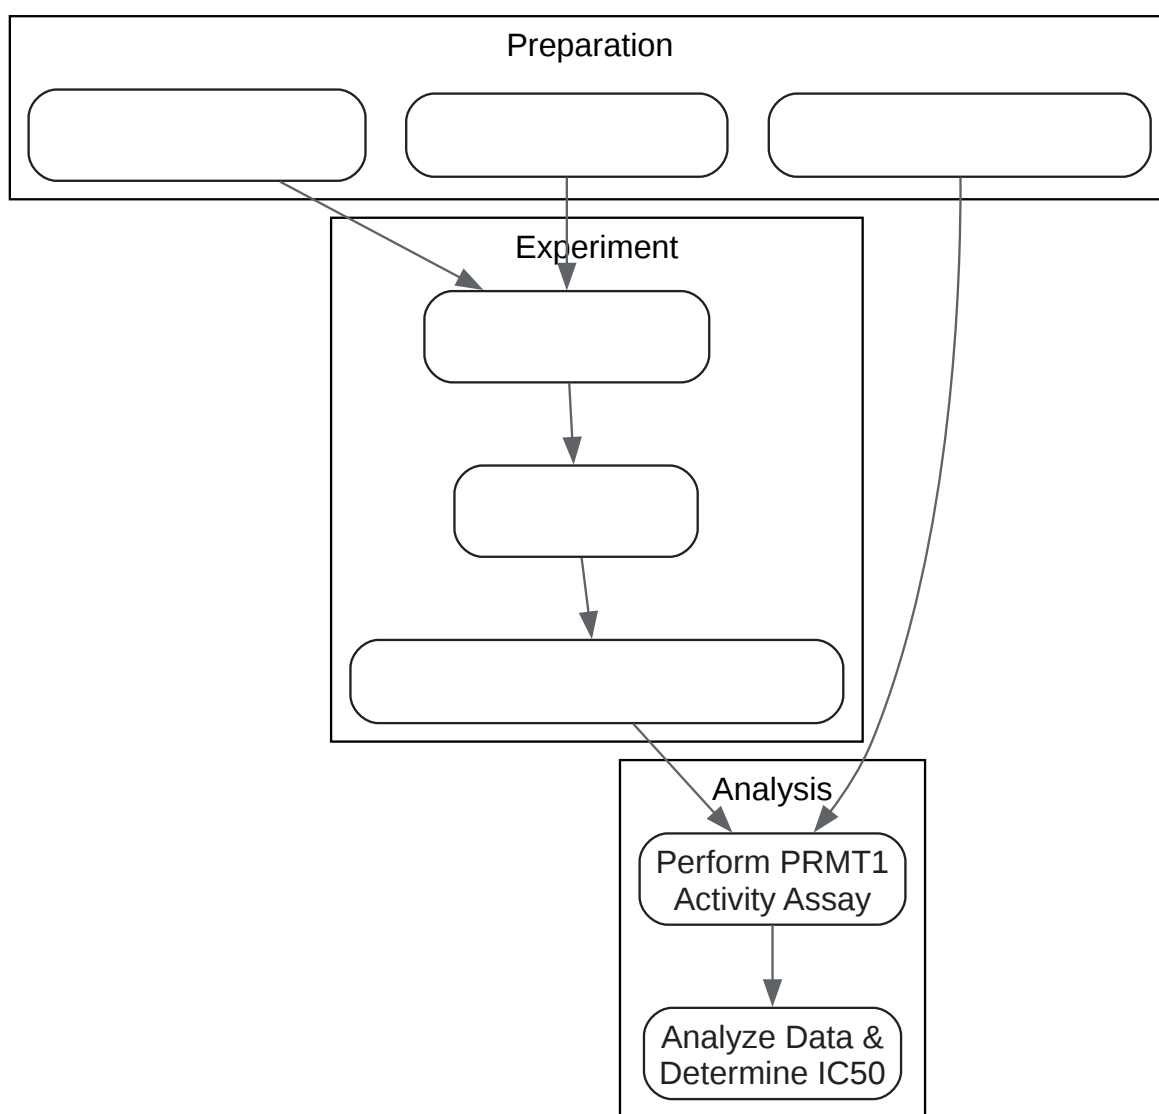 Preparation
Experiment
Analysis
Perform PRMT1
Activity Assay
Analyze Data &
Determine IC50